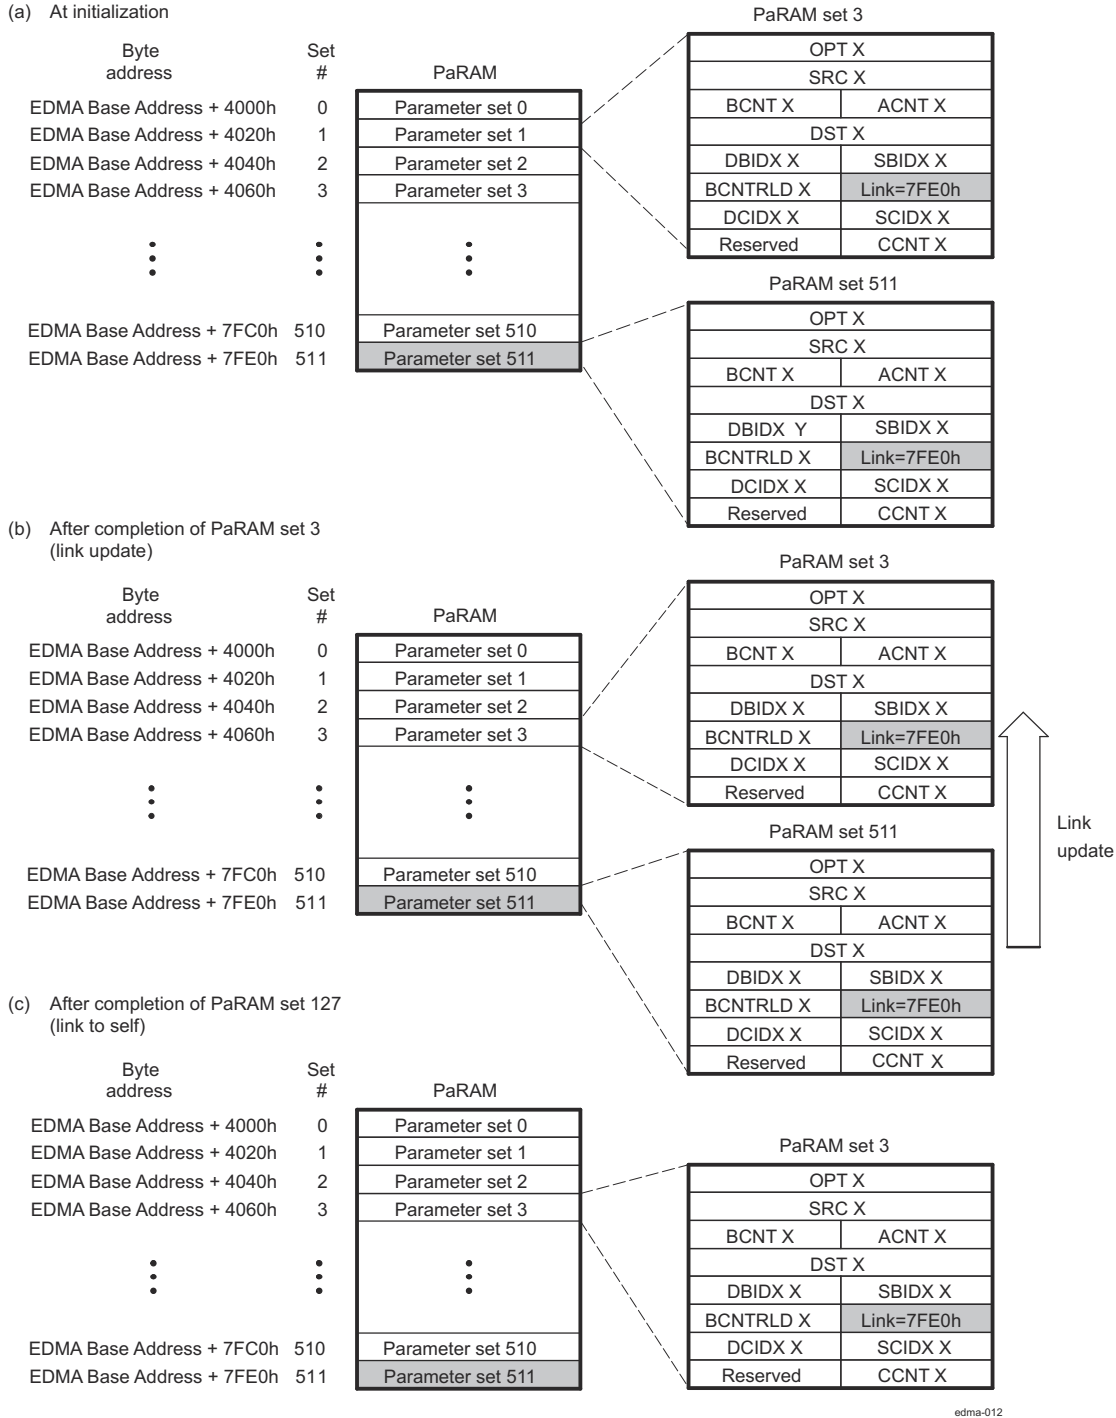 (a) At initialization
PaRAM set 3
Byte address
Set #
PaRAM
EDMA Base Address + 4000h 0 Parameter set 0
EDMA Base Address + 4020h 1 Parameter set 1
EDMA Base Address + 4040h 2 Parameter set 2
EDMA Base Address + 4060h 3 Parameter set 3
EDMA Base Address + 7FC0h 510 Parameter set 510
EDMA Base Address + 7FE0h 511 Parameter set 511
OPT X
SRC X
BCNT X ACNT X
DST X
DBIDX X SBIDX X
BCNTRLD X Link=7FE0h
DCIDX X SCIDX X
Reserved CCNT X
PaRAM set 511
OPT X
SRC X
BCNT X ACNT X
DST X
DBIDX Y SBIDX X
BCNTRLD X Link=7FE0h
DCIDX X SCIDX X
Reserved CCNT X
(b) After completion of PaRAM set 3
(link update)
Byte address
Set #
PaRAM
EDMA Base Address + 4000h 0 Parameter set 0
EDMA Base Address + 4020h 1 Parameter set 1
EDMA Base Address + 4040h 2 Parameter set 2
EDMA Base Address + 4060h 3 Parameter set 3
EDMA Base Address + 7FC0h 510 Parameter set 510
EDMA Base Address + 7FE0h 511 Parameter set 511
PaRAM set 3
OPT X
SRC X
BCNT X ACNT X
DST X
DBIDX X SBIDX X
BCNTRLD X Link=7FE0h
DCIDX X SCIDX X
Reserved CCNT X
PaRAM set 511
OPT X
SRC X
BCNT X ACNT X
DST X
DBIDX X SBIDX X
BCNTRLD X Link=7FE0h
DCIDX X SCIDX X
Reserved CCNT X
Link
update
(c) After completion of PaRAM set 127
(link to self)
Byte address
Set #
PaRAM
EDMA Base Address + 4000h 0 Parameter set 0
EDMA Base Address + 4020h 1 Parameter set 1
EDMA Base Address + 4040h 2 Parameter set 2
EDMA Base Address + 4060h 3 Parameter set 3
EDMA Base Address + 7FC0h 510 Parameter set 510
EDMA Base Address + 7FE0h 511 Parameter set 511
PaRAM set 3
OPT X
SRC X
BCNT X ACNT X
DST X
DBIDX X SBIDX X
BCNTRLD X Link=7FE0h
DCIDX X SCIDX X
Reserved CCNT X
edma-012